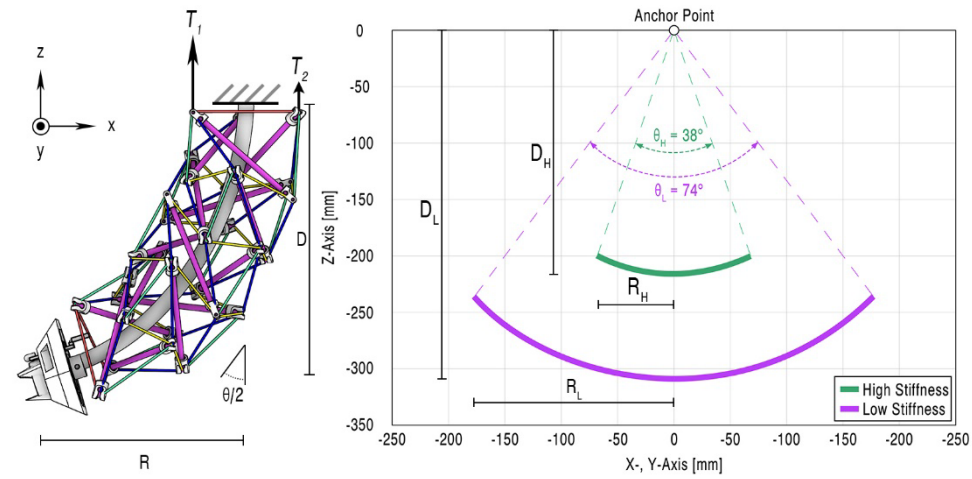 T1
T2
z
x
y
D
θ/2
R
Anchor Point
0
-50
-100
-150
-200
-250
-300
350
Z-Axis [mm]
DH
DL
θH = 38º
θL = 74º
RH
RL
High Stiffness
Low Stiffness
-250 -200 -150 -100 -50 0 -50 -100 -150 -200 -250
X-, Y-Axis [mm]